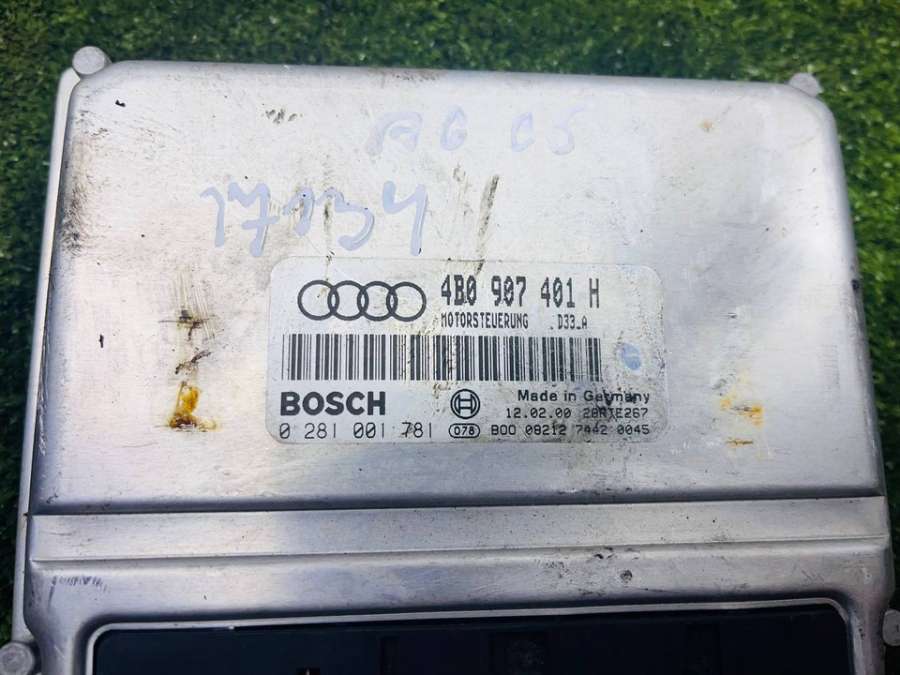 A6 C5
17134
4B0 907 401 H
MOTORSTEUERUNG .D33_A
BOSCH
Made in Germany
12.02.00 28RTE267
0 281 001 781 078 B00 08212 7442 0045